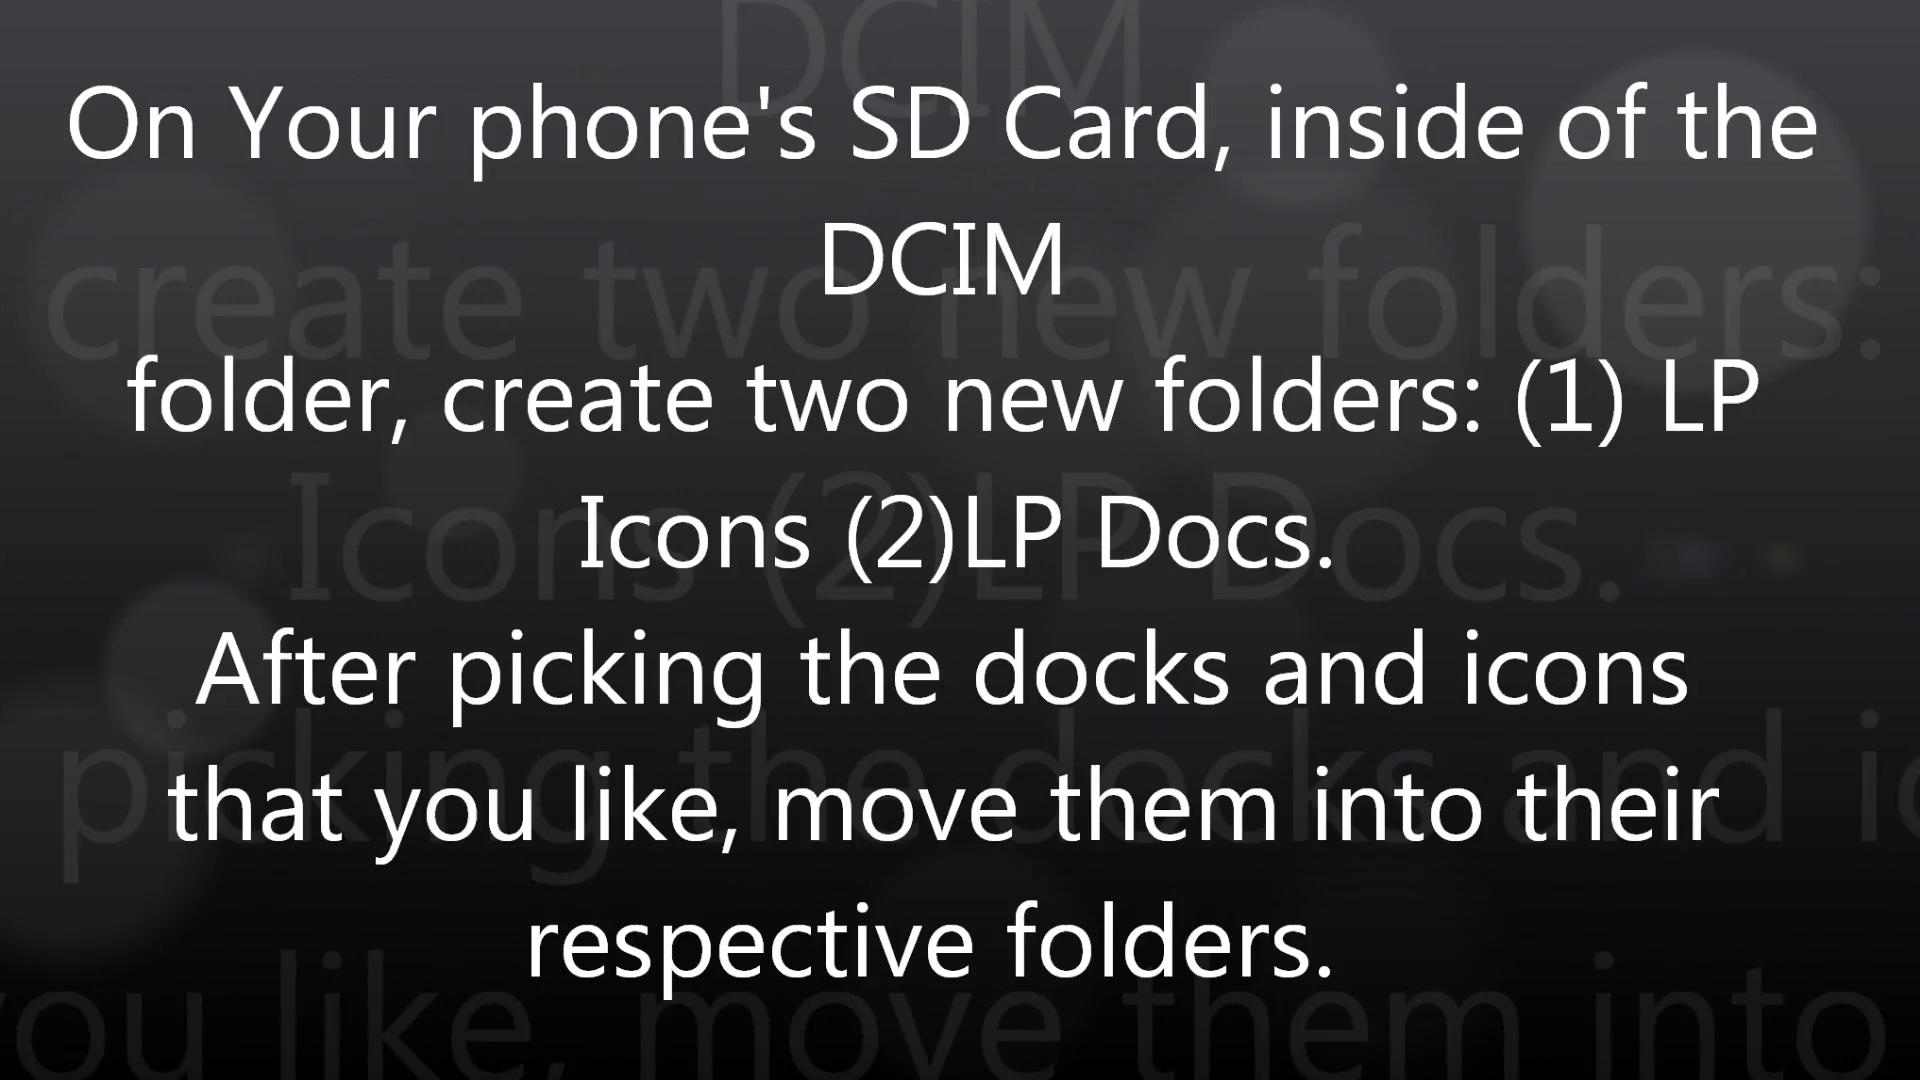 On Your phone's SD Card, inside of the
DCIM
folder, create two new folders: (1) LP
Icons (2)LP Docs.
After picking the docks and icons
that you like, move them into their
respective folders.